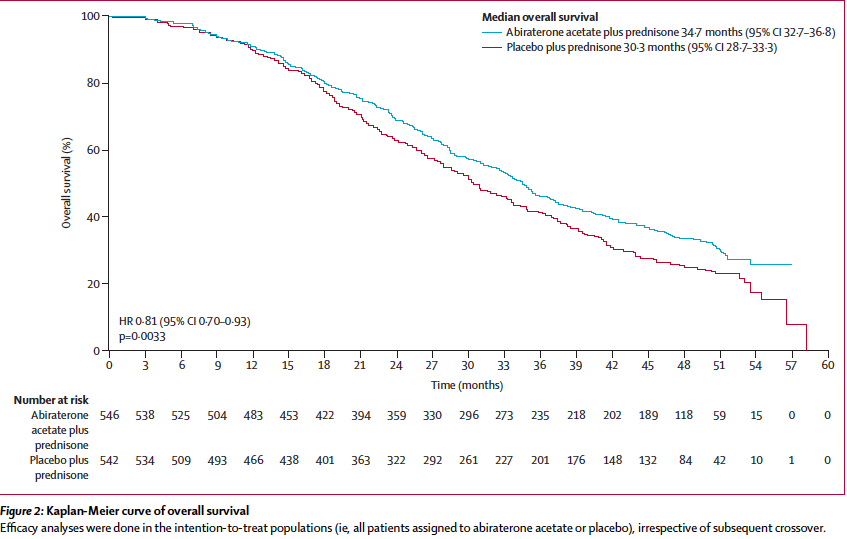 Median overall survival
Abiraterone acetate plus prednisone 34·7 months (95% CI 32·7–36·8)
Placebo plus prednisone 30·3 months (95% CI 28·7–33·3)
100
80
60
40
20
0
Overall survival (%)
HR 0·81 (95% CI 0·70–0·93)
p=0·0033
0 3 6 9 12 15 18 21 24 27 30 33 36 39 42 45 48 51 54 57 60
Time (months)
Number at risk
Abiraterone 546 538 525 504 483 453 422 394 359 330 296 273 235 218 202 189 118 59 15 0 0
acetate plus
prednisone
Placebo plus 542 534 509 493 466 438 401 363 322 292 261 227 201 176 148 132 84 42 10 1 0
prednisone
Figure 2: Kaplan-Meier curve of overall survival
Efficacy analyses were done in the intention-to-treat populations (ie, all patients assigned to abiraterone acetate or placebo), irrespective of subsequent crossover.